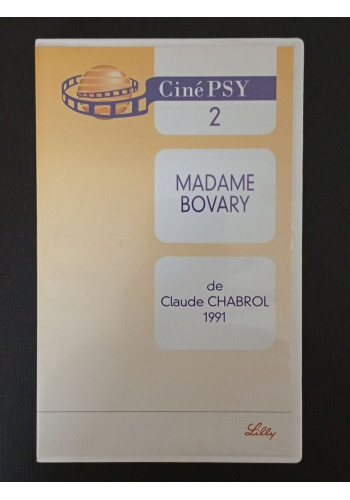 Ciné PSY
2
MADAME
BOVARY
de
Claude CHABROL
1991
Lilly